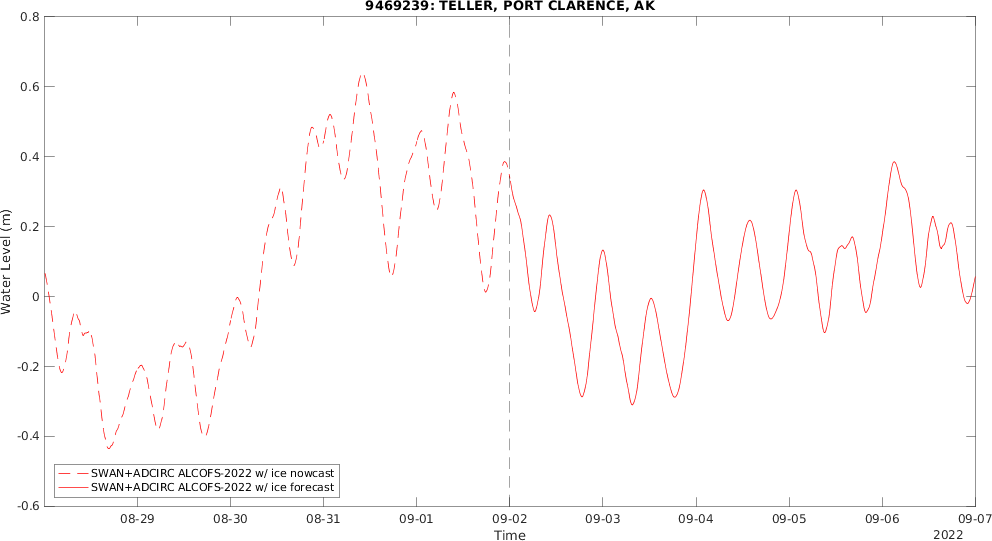 9469239: TELLER, PORT CLARENCE, AK
Water Level (m)
0.8
0.6
0.4
0.2
0
-0.2
-0.4
-0.6
SWAN+ADCIRC ALCOFS-2022 w/ ice nowcast
SWAN+ADCIRC ALCOFS-2022 w/ ice forecast
08-29 08-30 08-31 09-01 09-02 09-03 09-04 09-05 09-06 09-07
Time
2022